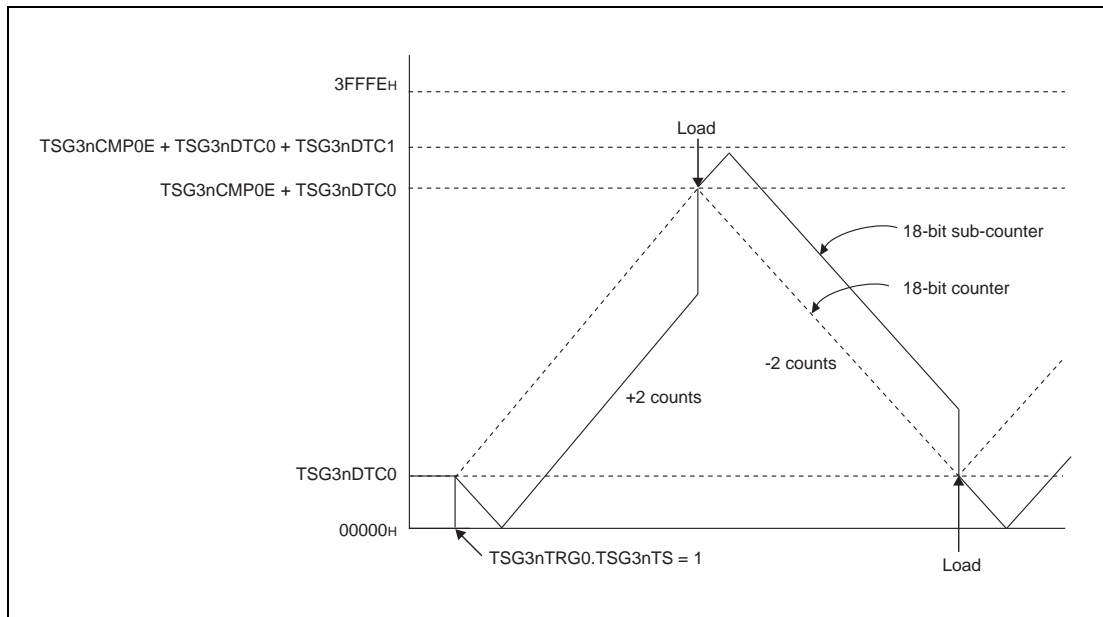 3FFFEH
Load
TSG3nCMP0E + TSG3nDTC0 + TSG3nDTC1
TSG3nCMP0E + TSG3nDTC0
18-bit sub-counter
18-bit counter
-2 counts
+2 counts
TSG3nDTC0
00000H
TSG3nTRG0.TSG3nTS = 1
Load